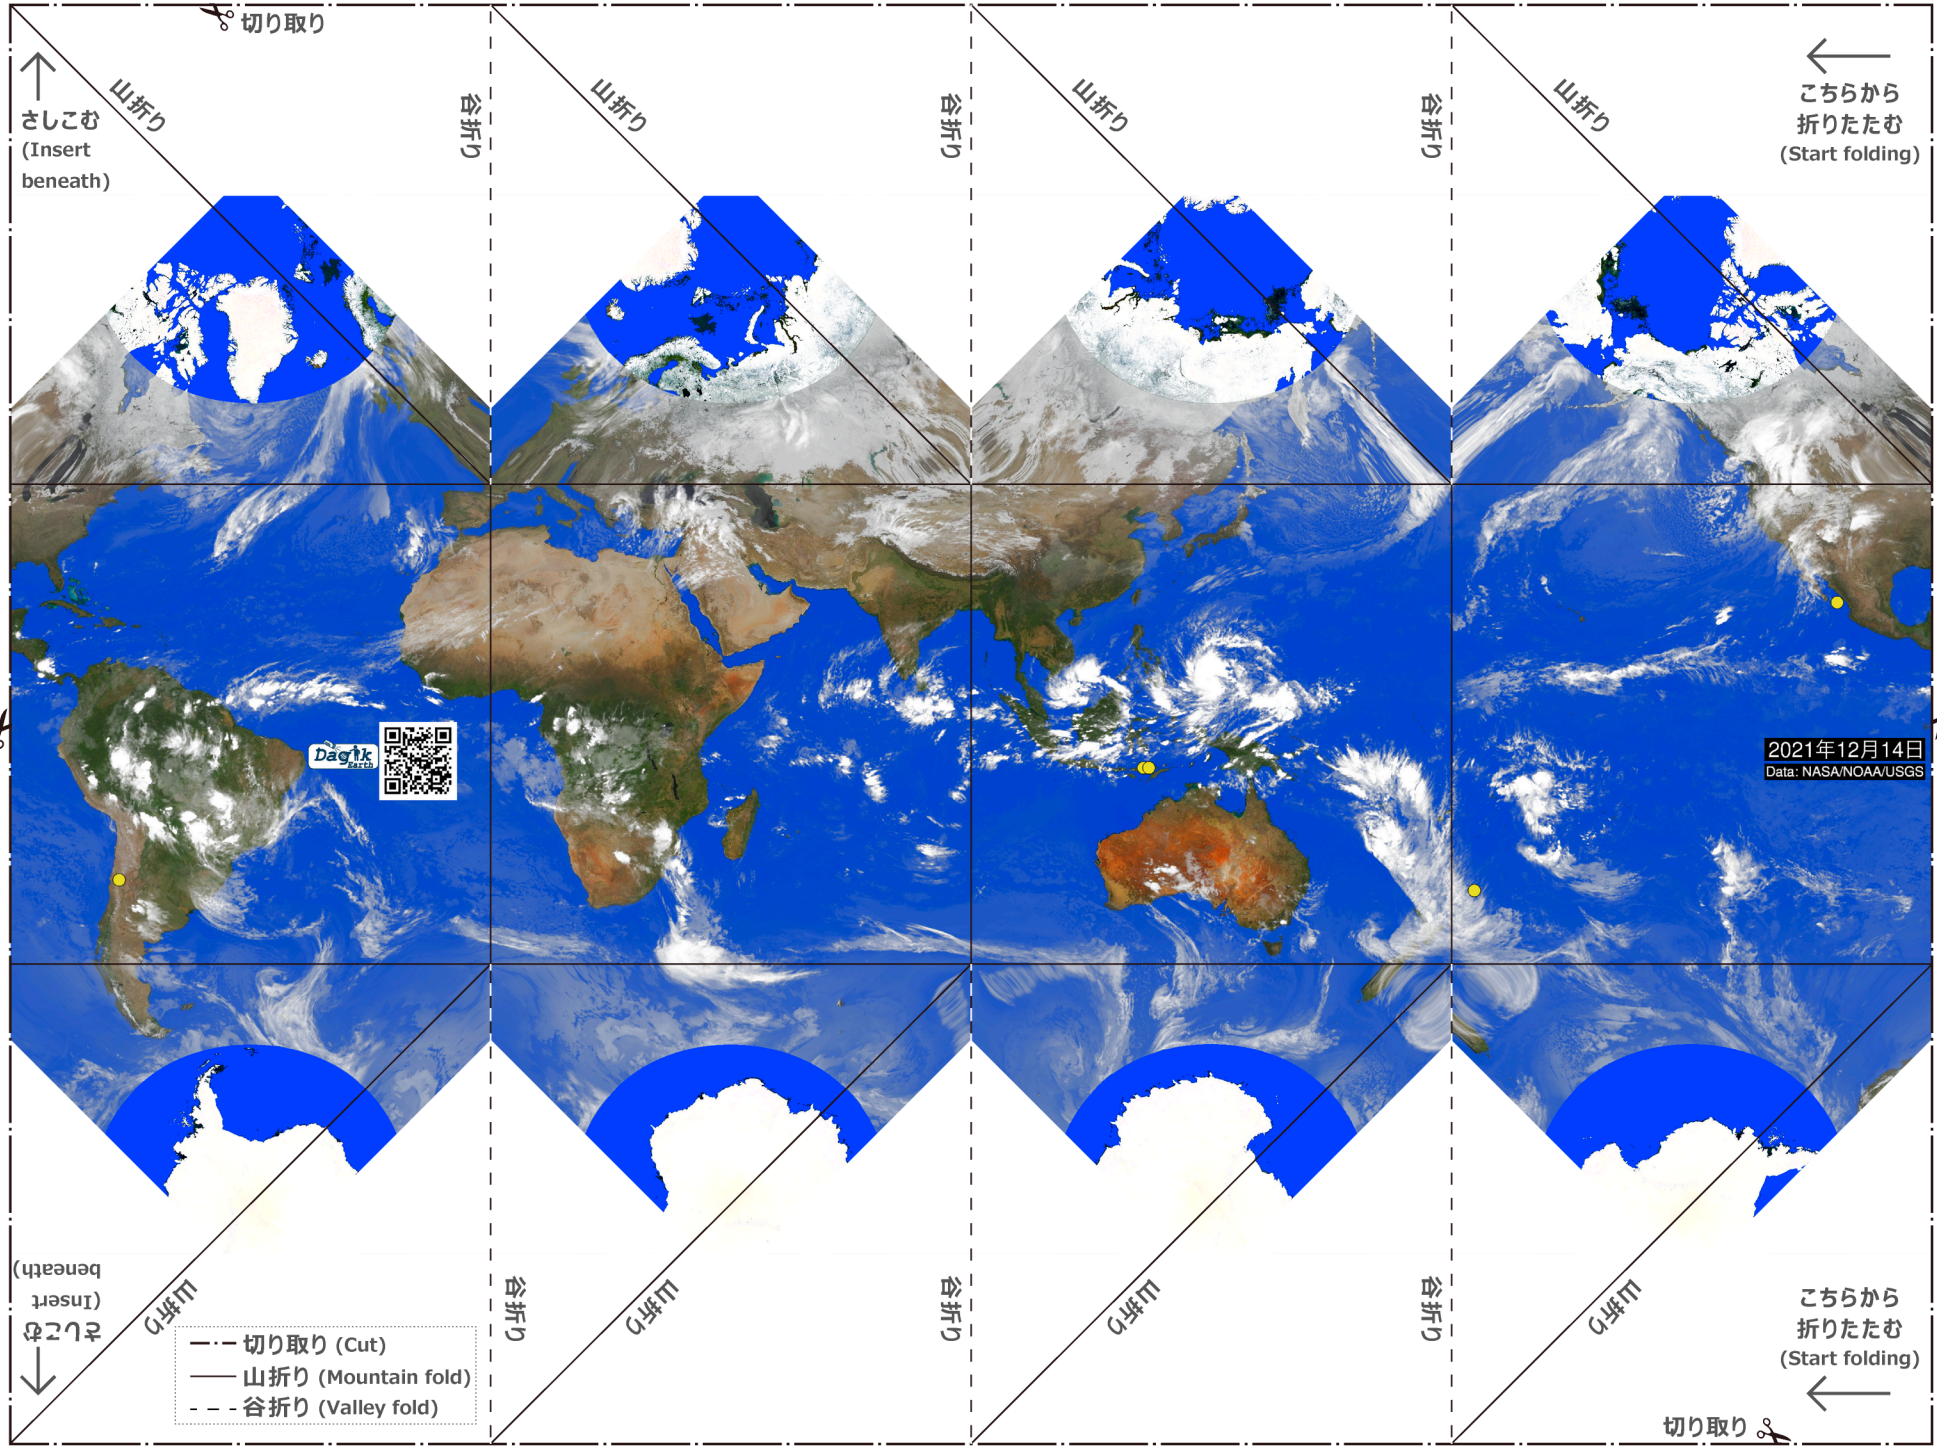 切り取り
さしこむ
(Insert
beneath)
山折り
谷折り
山折り
谷折り
山折り
谷折り
山折り
こちらから
折りたたむ
(Start folding)
Dagik
Earth
2021年12月14日
Data: NASA/NOAA/USGS
さしこむ
(Insert
beneath)
山折り
谷折り
山折り
谷折り
山折り
谷折り
山折り
こちらから
折りたたむ
(Start folding)
切り取り (Cut)
山折り (Mountain fold)
谷折り (Valley fold)
切り取り